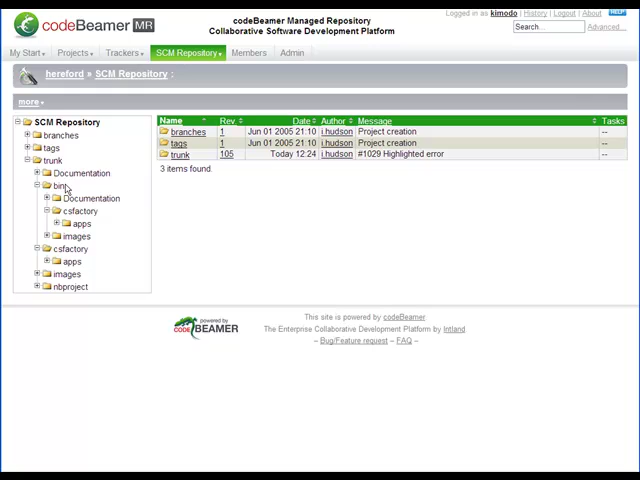 codeBeamer MR
codeBeamer Managed Repository
Collaborative Software Development Platform
Logged in as kimodo | History | Logout | About HELP
Search... Advanced...
My Start Projects Trackers SCM Repository Members Admin
hereford » SCM Repository :
more
SCM Repository
branches
tags
trunk
Documentation
bin
Documentation
csfactory
apps
images
csfactory
apps
images
nbproject
Name Rev. Date Author Message Tasks
branches 1 Jun 01 2005 21:10 i.hudson Project creation --
tags 1 Jun 01 2005 21:10 i.hudson Project creation --
trunk 105 Today 12:24 i.hudson #1029 Highlighted error --
3 items found.
powered by
CODEBEAMER
This site is powered by codeBeamer.
The Enterprise Collaborative Development Platform by Intland.
– Bug/Feature request – FAQ –